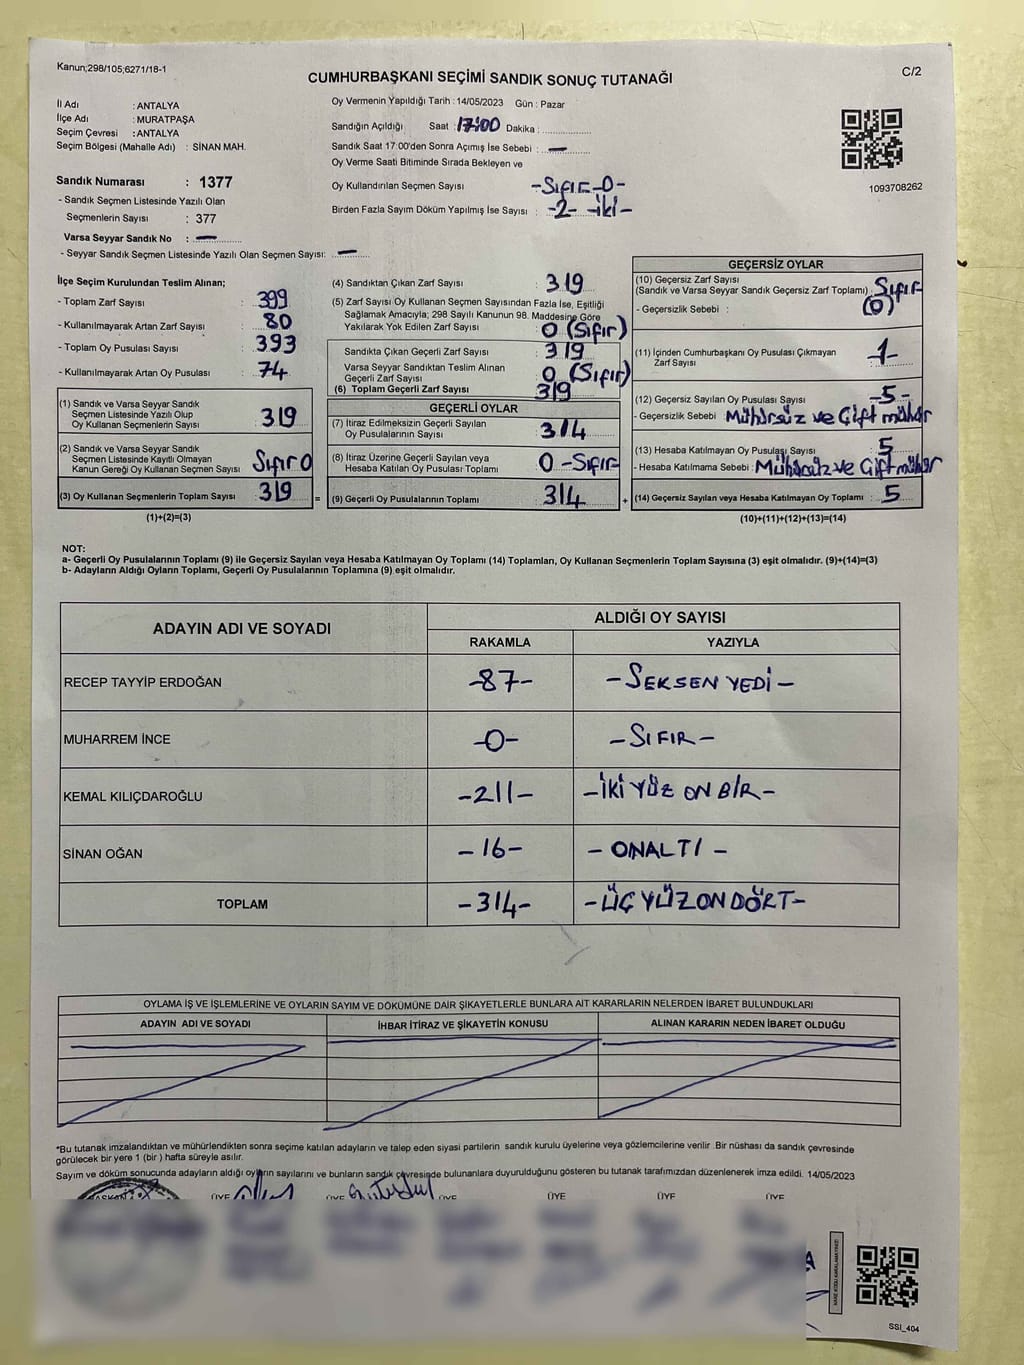 Kanun;298/105;6271/18-1
CUMHURBAŞKANI SEÇİMİ SANDIK SONUÇ TUTANAĞI
C/2
İl Adı : ANTALYA
İlçe Adı : MURATPAŞA
Seçim Çevresi : ANTALYA
Seçim Bölgesi (Mahalle Adı) : SİNAN MAH.
Sandık Numarası : 1377
- Sandık Seçmen Listesinde Yazılı Olan
Seçmenlerin Sayısı : 377
Varsa Seyyar Sandık No : —
- Seyyar Sandık Seçmen Listesinde Yazılı Olan Seçmen Sayısı: —
Oy Vermenin Yapıldığı Tarih : 14/05/2023 Gün : Pazar
Sandığın Açıldığı Saat : 17:00 Dakika :
Sandık Saat 17:00'den Sonra Açımış İse Sebebi : —
Oy Verme Saati Bitiminde Sırada Bekleyen ve
Oy Kullandırılan Seçmen Sayısı -Sıfır-0-
Birden Fazla Sayım Döküm Yapılmış İse Sayısı : -2- -iki-
1093708262
İlçe Seçim Kurulundan Teslim Alınan;
- Toplam Zarf Sayısı : 399
- Kullanılmayarak Artan Zarf Sayısı : 80
- Toplam Oy Pusulası Sayısı : 393
- Kullanılmayarak Artan Oy Pusulası : 74
(1) Sandık ve Varsa Seyyar Sandık
Seçmen Listesinde Yazılı Olup
Oy Kullanan Seçmenlerin Sayısı : 319
(2) Sandık ve Varsa Seyyar Sandık
Seçmen Listesinde Kayıtlı Olmayan
Kanun Gereği Oy Kullanan Seçmen Sayısı : Sıfır 0
(3) Oy Kullanan Seçmenlerin Toplam Sayısı : 319
(1)+(2)=(3)
(4) Sandıktan Çıkan Zarf Sayısı : 319
(5) Zarf Sayısı Oy Kullanan Seçmen Sayısından Fazla İse, Eşitliği
Sağlamak Amacıyla; 298 Sayılı Kanunun 98. Maddesine Göre
Yakılarak Yok Edilen Zarf Sayısı : 0 (Sıfır)
Sandıkta Çıkan Geçerli Zarf Sayısı : 319
Varsa Seyyar Sandıktan Teslim Alınan
Geçerli Zarf Sayısı : 0 (Sıfır)
(6) Toplam Geçerli Zarf Sayısı : 319
GEÇERLİ OYLAR
(7) İtiraz Edilmeksizin Geçerli Sayılan
Oy Pusulalarının Sayısı : 314
(8) İtiraz Üzerine Geçerli Sayılan veya
Hesaba Katılan Oy Pusulası Toplamı : 0 -Sıfır
= (9) Geçerli Oy Pusulalarının Toplamı : 314 +
GEÇERSİZ OYLAR
(10) Geçersiz Zarf Sayısı
(Sandık ve Varsa Seyyar Sandık Geçersiz Zarf Toplamı) : Sıfır
- Geçersizlik Sebebi : (0)
(11) İçinden Cumhurbaşkanı Oy Pusulası Çıkmayan
Zarf Sayısı : -1-
(12) Geçersiz Sayılan Oy Pusulası Sayısı : -5-
- Geçersizlik Sebebi : Mühürsüz ve Çift mühür
(13) Hesaba Katılmayan Oy Pusulası Sayısı : 5
- Hesaba Katılmama Sebebi : Mühürsüz ve Çift mühür
(14) Geçersiz Sayılan veya Hesaba Katılmayan Oy Toplamı : 5
(10)+(11)+(12)+(13)=(14)
NOT:
a- Geçerli Oy Pusulalarının Toplamı (9) ile Geçersiz Sayılan veya Hesaba Katılmayan Oy Toplamı (14) Toplamları, Oy Kullanan Seçmenlerin Toplam Sayısına (3) eşit olmalıdır. (9)+(14)=(3)
b- Adayların Aldığı Oyların Toplamı, Geçerli Oy Pusulalarının Toplamına (9) eşit olmalıdır.
ADAYIN ADI VE SOYADI
ALDIĞI OY SAYISI
RAKAMLA YAZIYLA
RECEP TAYYİP ERDOĞAN -87- -SEKSEN YEDİ-
MUHARREM İNCE -0- -SIFIR-
KEMAL KILIÇDAROĞLU -211- -İKİ YÜZ ON BİR-
SİNAN OĞAN -16- -ONALTI-
TOPLAM -314- -ÜÇ YÜZ ON DÖRT-
OYLAMA İŞ VE İŞLEMLERİNE VE OYLARIN SAYIM VE DÖKÜMÜNE DAİR ŞİKAYETLERLE BUNLARA AİT KARARLARIN NELERDEN İBARET BULUNDUKLARI
ADAYIN ADI VE SOYADI İHBAR İTİRAZ VE ŞİKAYETİN KONUSU ALINAN KARARIN NEDEN İBARET OLDUĞU
*Bu tutanak imzalandıktan ve mühürlendikten sonra seçime katılan adayların ve talep eden siyasi partilerin sandık kurulu üyelerine veya gözlemcilerine verilir. Bir nüshası da sandık çevresinde
görülecek bir yere 1 (bir ) hafta süreyle asılır.
Sayım ve döküm sonucunda adayların aldığı oyların sayılarını ve bunların sandık çevresinde bulunanlara duyurulduğunu gösteren bu tutanak tarafımızdan düzenlenerek imza edildi. 14/05/2023
BAŞKAN ÜYE ÜYE ÜYE ÜYE ÜYE ÜYE
SSI_404